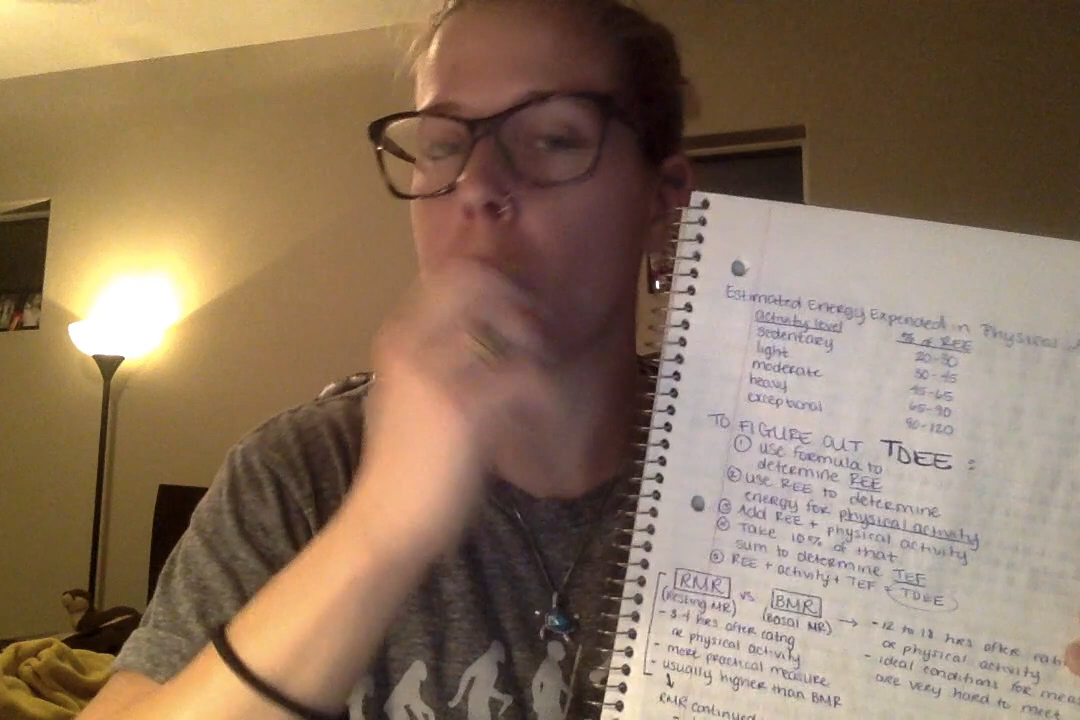 Estimated Energy Expended in Physical
activity level % of REE
sedentary 20-30
light 30-45
moderate 45-65
heavy 65-90
exceptional 90-120
TO FIGURE OUT TDEE :
① use formula to
determine REE
② use REE to determine
energy for physical activity
③ Add REE + physical activity
④ Take 10% of that
sum to determine TEF
⑤ REE + activity + TEF = TDEE
RMR vs BMR
(resting MR) (basal MR) → - 12 to 18 hrs after
- 3-4 hrs after eating or physical activity
or physical activity - ideal conditions for
- more practical measure are very hard to meet
- usually higher than BMR
↓
RMR continued